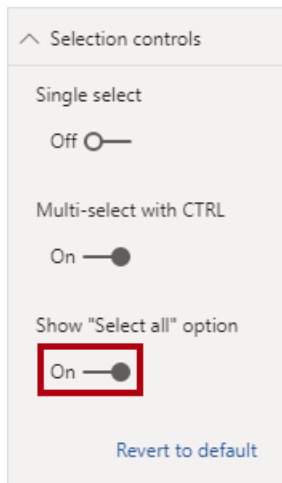 Selection controls
Single select
Off
Multi-select with CTRL
On
Show "Select all" option
On
Revert to default